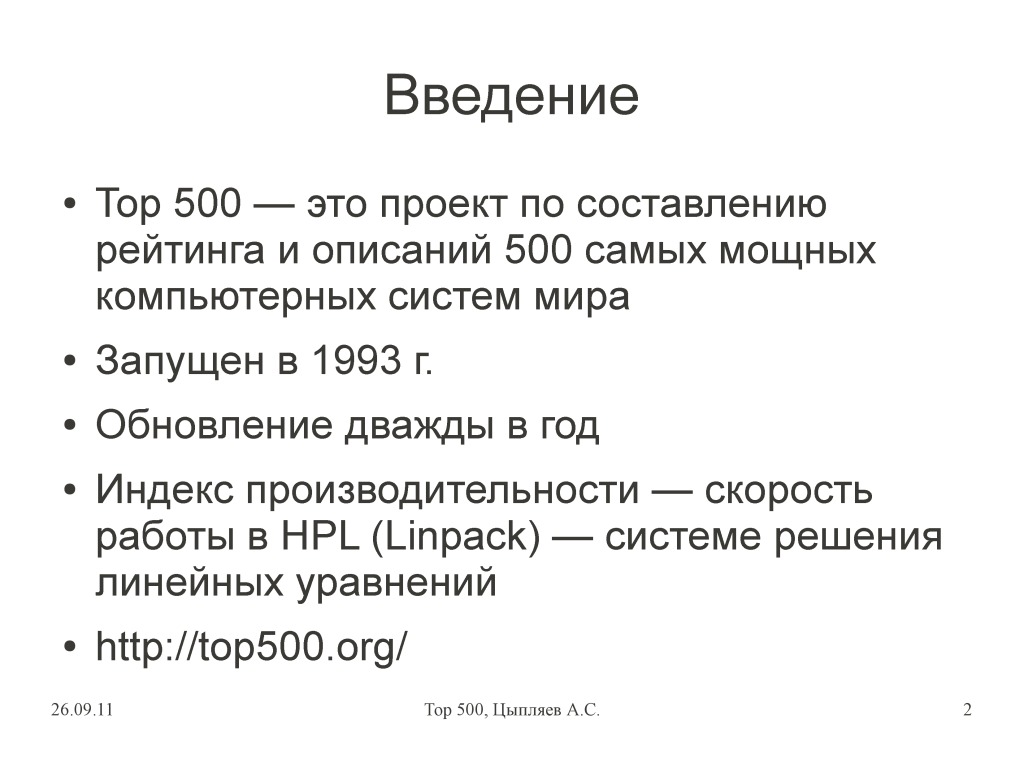 Введение
• Top 500 — это проект по составлению
рейтинга и описаний 500 самых мощных
компьютерных систем мира
• Запущен в 1993 г.
• Обновление дважды в год
• Индекс производительности — скорость
работы в HPL (Linpack) — системе решения
линейных уравнений
• http://top500.org/
26.09.11
Top 500, Цыпляев А.С.
2